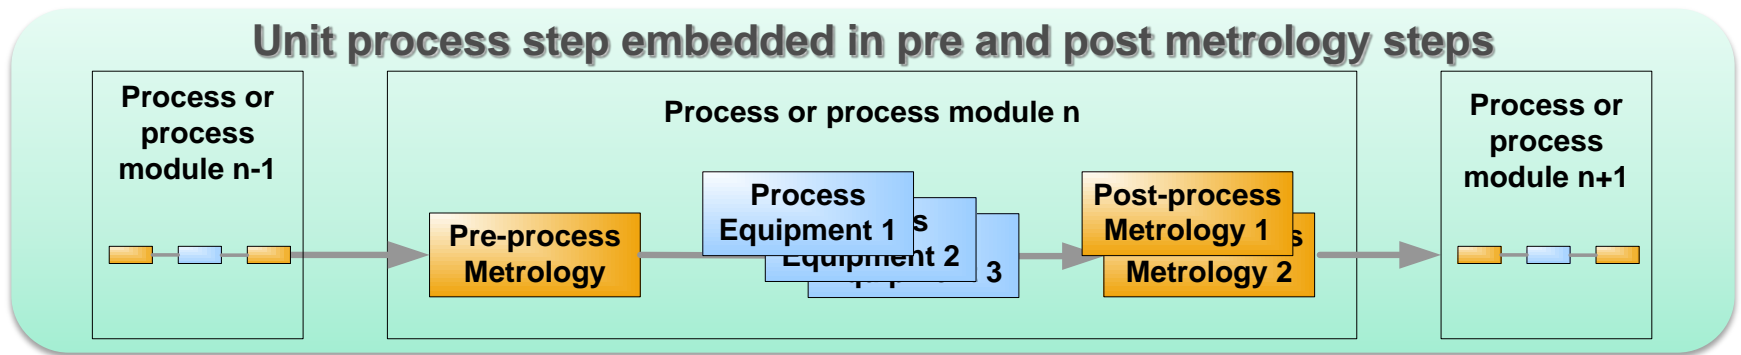 Unit process step embedded in pre and post metrology steps
Process or
process
module n-1
Process or process module n
Pre-process
Metrology
Process
Equipment 1
Equipment 2
3
Post-process
Metrology 1
Metrology 2
Process or
process
module n+1